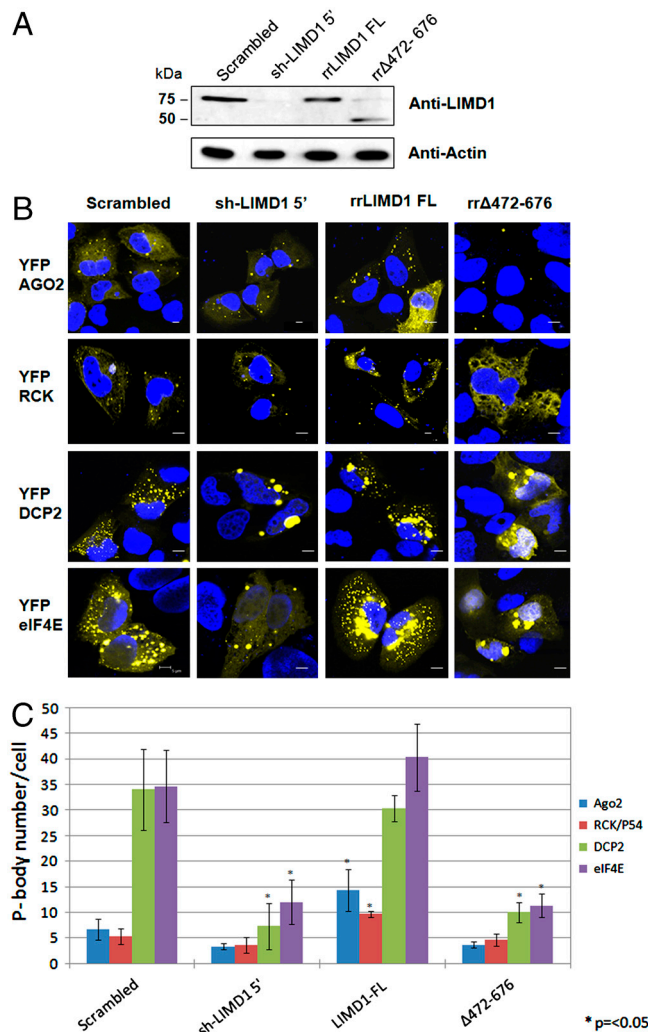 A
Scrambled
sh-LIMD1 5'
rrLIMD1 FL
rrΔ472- 676
kDa
75 –
50 –
Anti-LIMD1
Anti-Actin
B
Scrambled
sh-LIMD1 5'
rrLIMD1 FL
rrΔ472-676
YFP
AGO2
YFP
RCK
YFP
DCP2
YFP
eIF4E
5 μm
C
P-body number/cell
50
45
40
35
30
25
20
15
10
5
0
* * * * * *
Scrambled
sh-LIMD1 5'
LIMD1-FL
Δ472-676
Ago2
RCK/P54
DCP2
eIF4E
* p=<0.05